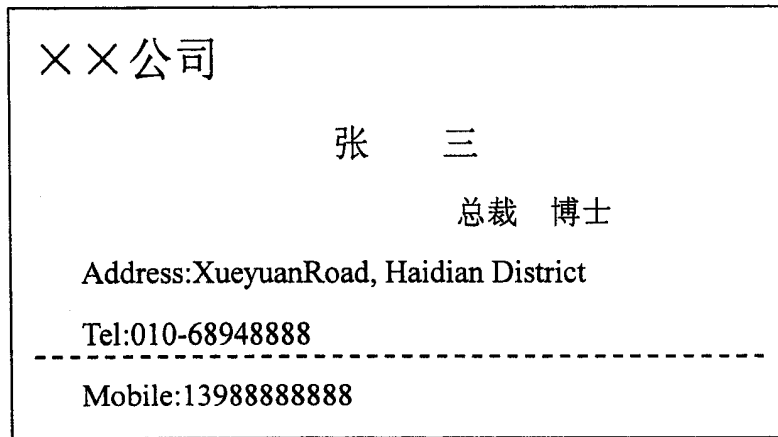 ××公司
张 三
总裁 博士
Address:XueyuanRoad, Haidian District
Tel:010-68948888
Mobile:13988888888